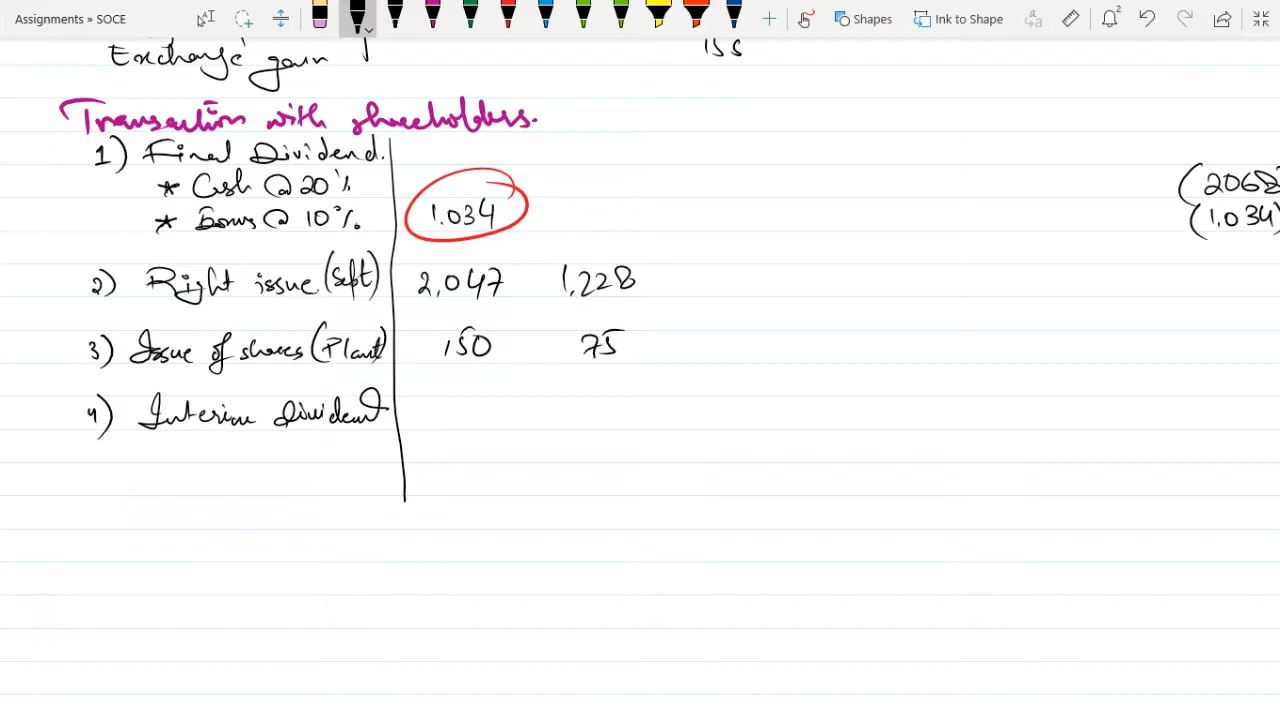 Assignments » SOCE
Shapes
Ink to Shape
Exchange gain 155
Transaction with shareholders.
1) Final Dividend.
* Cash @ 20% (2068
* Bonus @ 10% 1.034 (1.034)
2) Right issue (Sept) 2,047 1,228
3) Issue of shares (Plant) 150 75
4) Interim Dividend